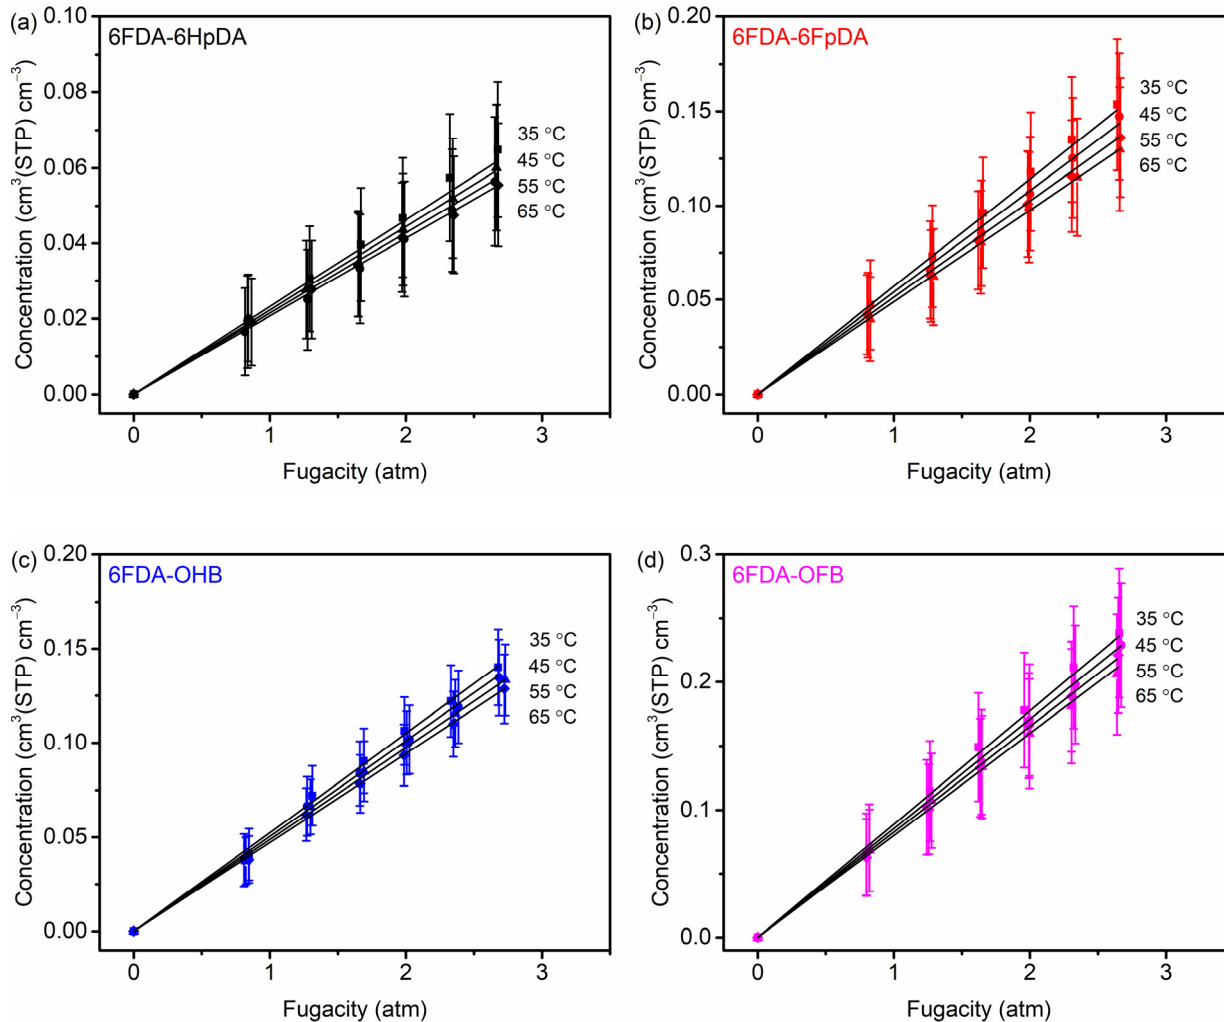 (a)
6FDA-6HpDA
Concentration (cm³(STP) cm⁻³)
0.10
0.08
0.06
0.04
0.02
0.00
35 °C
45 °C
55 °C
65 °C
0 1 2 3
Fugacity (atm)
(b)
6FDA-6FpDA
Concentration (cm³(STP) cm⁻³)
0.20
0.15
0.10
0.05
0.00
35 °C
45 °C
55 °C
65 °C
0 1 2 3
Fugacity (atm)
(c)
6FDA-OHB
Concentration (cm³(STP) cm⁻³)
0.20
0.15
0.10
0.05
0.00
35 °C
45 °C
55 °C
65 °C
0 1 2 3
Fugacity (atm)
(d)
6FDA-OFB
Concentration (cm³(STP) cm⁻³)
0.3
0.2
0.1
0.0
35 °C
45 °C
55 °C
65 °C
0 1 2 3
Fugacity (atm)